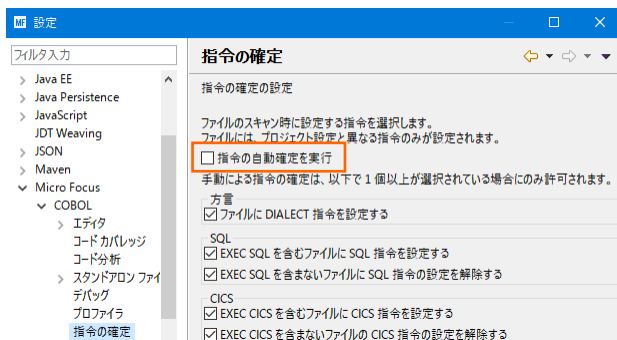 MF 設定
フィルタ入力
Java EE
Java Persistence
JavaScript
JDT Weaving
JSON
Maven
Micro Focus
COBOL
エディタ
コード カバレッジ
コード分析
スタンドアロン ファイ
デバッグ
プロファイラ
指令の確定
指令の確定
指令の確定の設定
ファイルのスキャン時に設定する指令を選択します。
ファイルには、プロジェクト設定と異なる指令のみが設定されます。
指令の自動確定を実行
手動による指令の確定は、以下で 1 個以上が選択されている場合にのみ許可されます。
方言
ファイルに DIALECT 指令を設定する
SQL
EXEC SQL を含むファイルに SQL 指令を設定する
EXEC SQL を含まないファイルに SQL 指令の設定を解除する
CICS
EXEC CICS を含むファイルに CICS 指令を設定する
EXEC CICS を含まないファイルの CICS 指令の設定を解除する